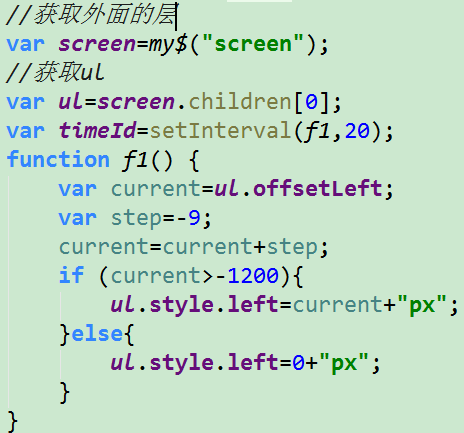 //获取外面的层
var screen=my$("screen");
//获取ul
var ul=screen.children[0];
var timeId=setInterval(f1,20);
function f1() {
    var current=ul.offsetLeft;
    var step=-9;
    current=current+step;
    if (current>-1200){
        ul.style.left=current+"px";
    }else{
        ul.style.left=0+"px";
    }
}